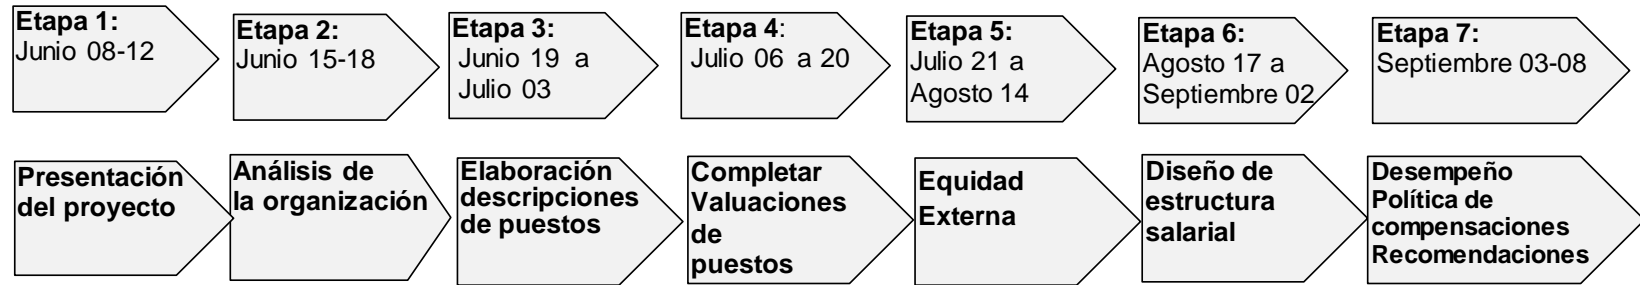 Etapa 1:
Junio 08-12
Etapa 2:
Junio 15-18
Etapa 3:
Junio 19 a
Julio 03
Etapa 4:
Julio 06 a 20
Etapa 5:
Julio 21 a
Agosto 14
Etapa 6:
Agosto 17 a
Septiembre 02
Etapa 7:
Septiembre 03-08
Presentación
del proyecto
Análisis de
la organización
Elaboración
descripciones
de puestos
Completar
Valuaciones
de
puestos
Equidad
Externa
Diseño de
estructura
salarial
Desempeño
Política de
compensaciones
Recomendaciones